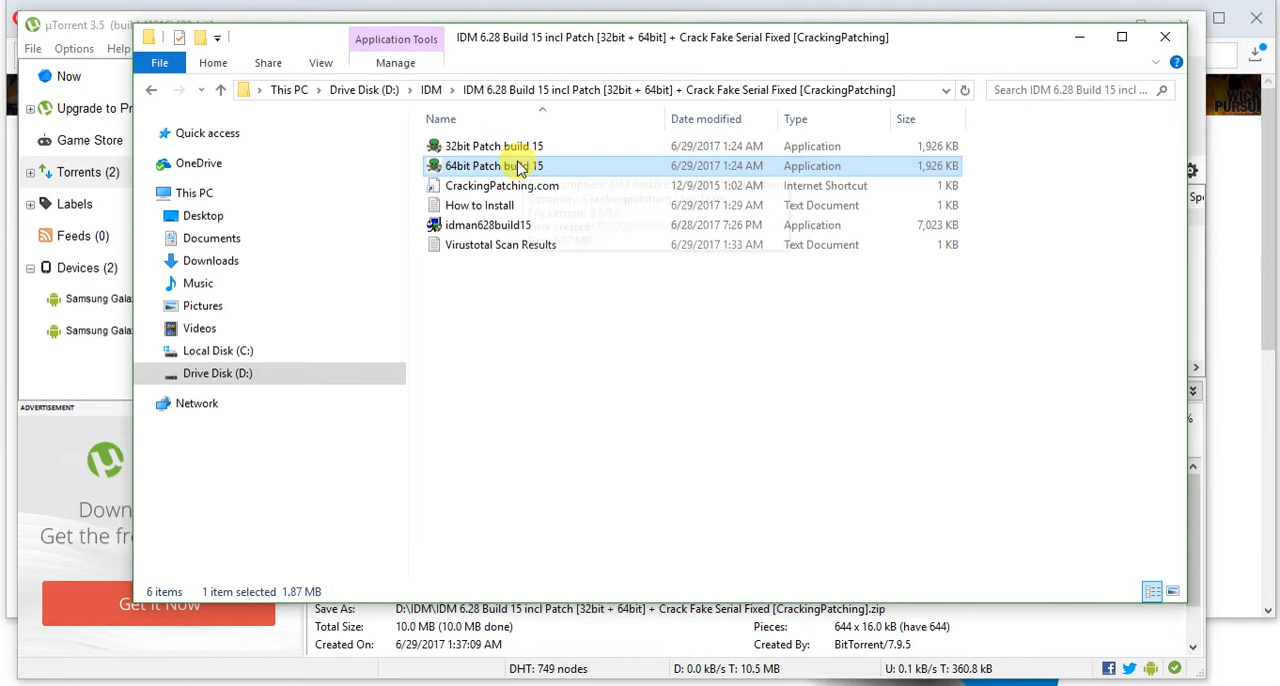 µTorrent 3.5
File Options Help
Now
Upgrade to Pr
Game Store
Torrents (2)
Labels
Feeds (0)
Devices (2)
Samsung Gala
Samsung Gala
ADVERTISEMENT
Down
Get the fre
Get It Now
Application Tools
IDM 6.28 Build 15 incl Patch [32bit + 64bit] + Crack Fake Serial Fixed [CrackingPatching]
File Home Share View Manage
This PC > Drive Disk (D:) > IDM > IDM 6.28 Build 15 incl Patch [32bit + 64bit] + Crack Fake Serial Fixed [CrackingPatching]
Search IDM 6.28 Build 15 incl ...
Quick access
OneDrive
This PC
Desktop
Documents
Downloads
Music
Pictures
Videos
Local Disk (C:)
Drive Disk (D:)
Network
Name Date modified Type Size
32bit Patch build 15 6/29/2017 1:24 AM Application 1,926 KB
64bit Patch build 15 6/29/2017 1:24 AM Application 1,926 KB
CrackingPatching.com 12/9/2015 1:02 AM Internet Shortcut 1 KB
How to Install 6/29/2017 1:29 AM Text Document 1 KB
idman628build15 6/28/2017 7:26 PM Application 7,023 KB
Virustotal Scan Results 6/29/2017 1:33 AM Text Document 1 KB
6 items 1 item selected 1.87 MB
Spe
%
WICK
PURSUI
Save As: D:\IDM\IDM 6.28 Build 15 incl Patch [32bit + 64bit] + Crack Fake Serial Fixed [CrackingPatching].zip
Total Size: 10.0 MB (10.0 MB done) Pieces: 644 x 16.0 kB (have 644)
Created On: 6/29/2017 1:37:09 AM Created By: BitTorrent/7.9.5
DHT: 749 nodes D: 0.0 kB/s T: 10.5 MB U: 0.1 kB/s T: 360.8 kB